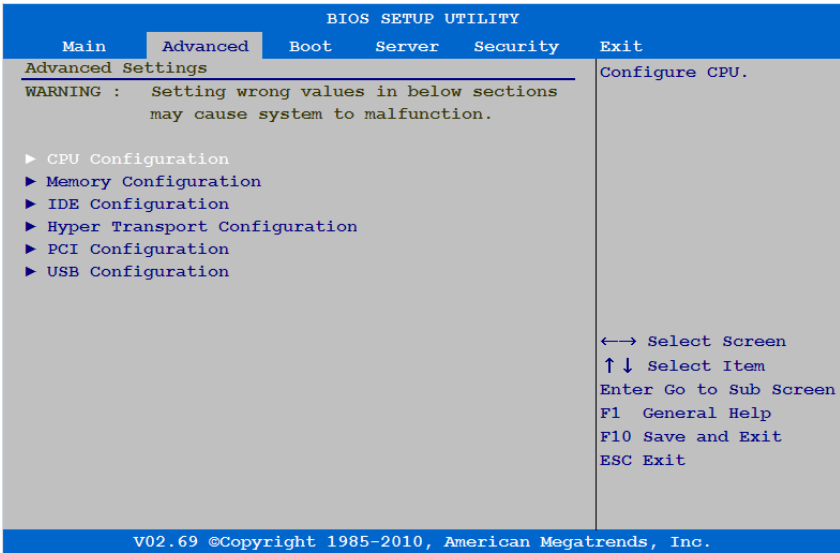 BIOS SETUP UTILITY
Main Advanced Boot Server Security Exit
Advanced Settings
WARNING : Setting wrong values in below sections
may cause system to malfunction.
► CPU Configuration
► Memory Configuration
► IDE Configuration
► Hyper Transport Configuration
► PCI Configuration
► USB Configuration
Configure CPU.
←→ Select Screen
↑↓ Select Item
Enter Go to Sub Screen
F1 General Help
F10 Save and Exit
ESC Exit
V02.69 ©Copyright 1985-2010, American Megatrends, Inc.